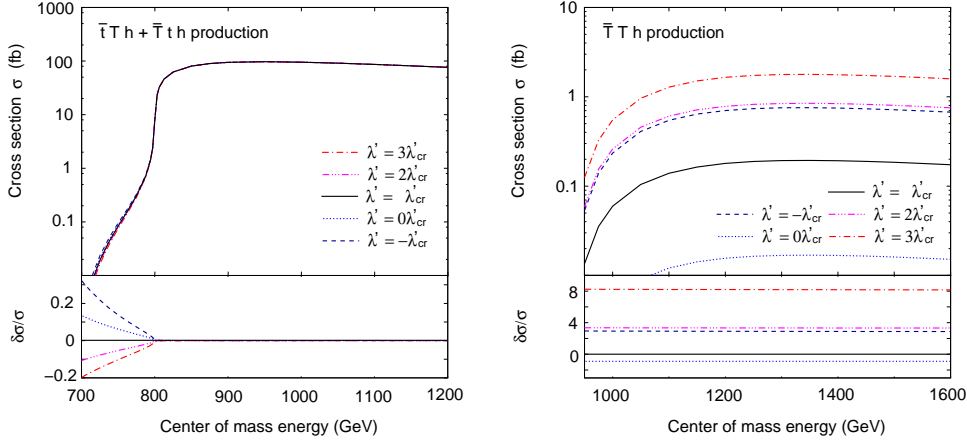 t̅ T h + T̅ t h production
Cross section σ (fb)
1000
100
10
1
0.1
λ' = 3λ'cr
λ' = 2λ'cr
λ' = λ'cr
λ' = 0λ'cr
λ' = −λ'cr
δσ/σ
0.2
0
−0.2
700 800 900 1000 1100 1200
Center of mass energy (GeV)
T̅ T h production
Cross section σ (fb)
10
1
0.1
λ' = λ'cr
λ' = −λ'cr
λ' = 2λ'cr
λ' = 0λ'cr
λ' = 3λ'cr
δσ/σ
8
4
0
1000 1200 1400 1600
Center of mass energy (GeV)